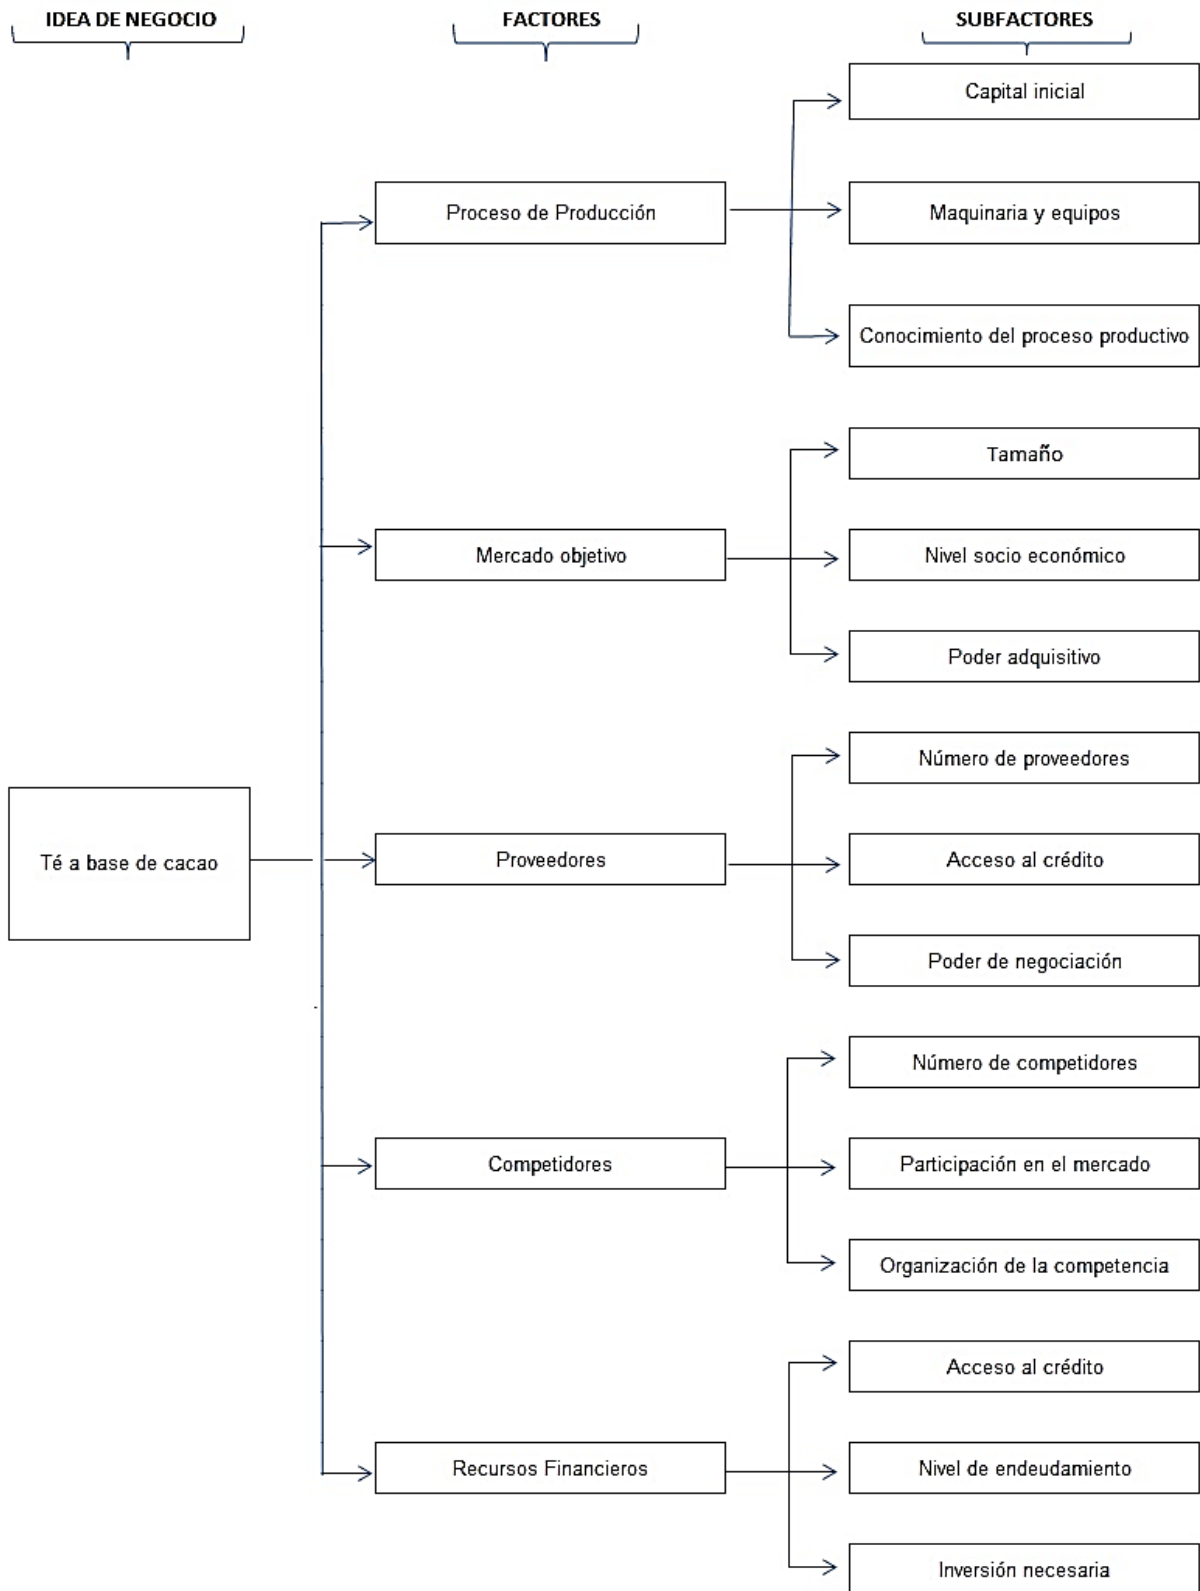 IDEA DE NEGOCIO
FACTORES
SUBFACTORES
Té a base de cacao
Proceso de Producción
Capital inicial
Maquinaria y equipos
Conocimiento del proceso productivo
Mercado objetivo
Tamaño
Nivel socio económico
Poder adquisitivo
Proveedores
Número de proveedores
Acceso al crédito
Poder de negociación
Competidores
Número de competidores
Participación en el mercado
Organización de la competencia
Recursos Financieros
Acceso al crédito
Nivel de endeudamiento
Inversión necesaria